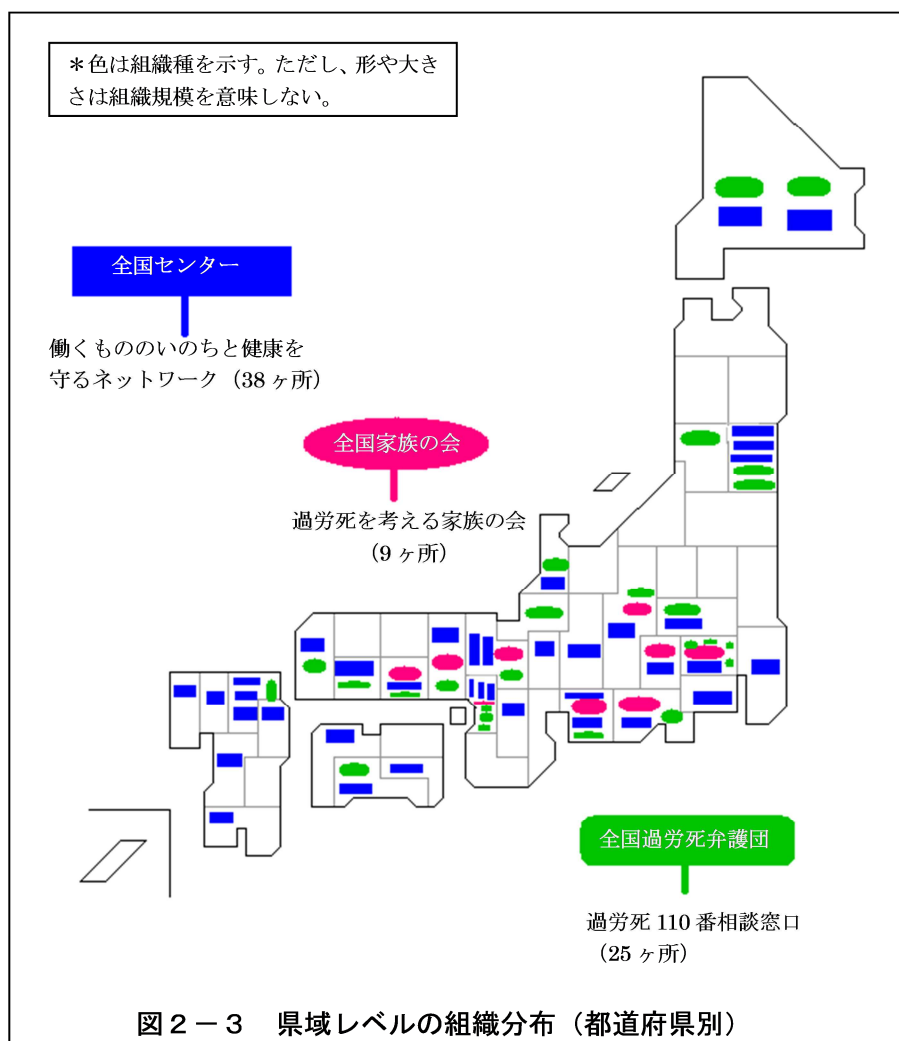 ＊色は組織種を示す。ただし、形や大き
さは組織規模を意味しない。
全国センター
働くもののいのちと健康を
守るネットワーク（38ヶ所）
全国家族の会
過労死を考える家族の会
（9ヶ所）
全国過労死弁護団
過労死110番相談窓口
（25ヶ所）
図２－３　県域レベルの組織分布（都道府県別）